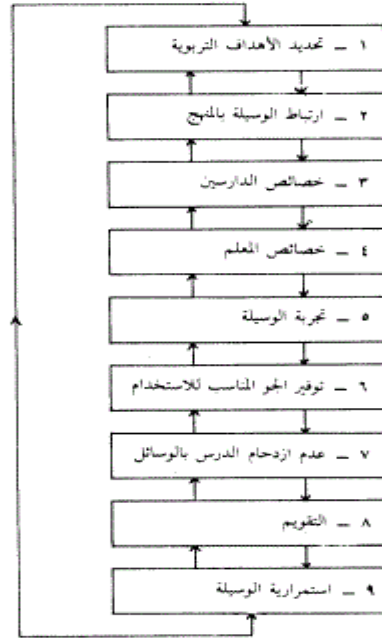 ١ _ تحديد الأهداف التربوية
٢ _ ارتباط الوسيلة بالمنهج
٣ _ خصائص الدارسين
٤ _ خصائص المعلم
٥ _ تجربة الوسيلة
٦ _ توفير الجو المناسب للاستخدام
٧ _ عدم ازدحام الدرس بالوسائل
٨ _ التقويم
٩ _ استمرارية الوسيلة